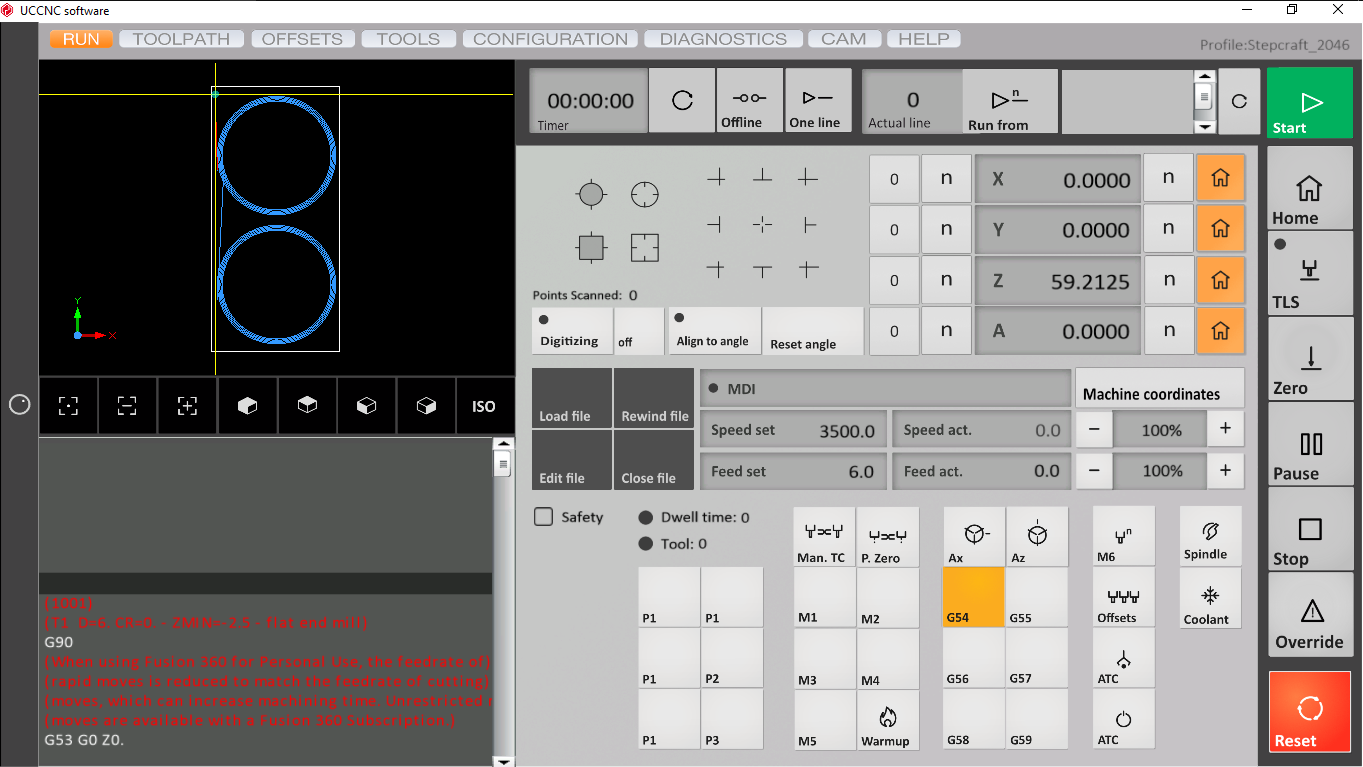 UCCNC software
RUN TOOLPATH OFFSETS TOOLS CONFIGURATION DIAGNOSTICS CAM HELP
Profile:Stepcraft_2046
00:00:00
Timer
Offline
One line
0
Actual line
n
Run from
Start
0 n X 0.0000 n
0 n Y 0.0000 n
0 n Z 59.2125 n
0 n A 0.0000 n
Points Scanned: 0
Digitizing
off
Align to angle
Reset angle
Home
TLS
Zero
Pause
Stop
Override
Reset
Y
X
ISO
Load file
Rewind file
Edit file
Close file
MDI
Machine coordinates
Speed set 3500.0
Speed act. 0.0
− 100% +
Feed set 6.0
Feed act. 0.0
− 100% +
Safety
Dwell time: 0
Tool: 0
Man. TC
P. Zero
Ax
Az
n
M6
Spindle
P1
P1
M1
M2
G54
G55
Offsets
Coolant
P1
P2
M3
M4
G56
G57
ATC
P1
P3
M5
Warmup
G58
G59
ATC
(1001)
(T1 D=6. CR=0. - ZMIN=-2.5 - flat end mill)
G90
(When using Fusion 360 for Personal Use, the feedrate of)
(rapid moves is reduced to match the feedrate of cutting)
(moves, which can increase machining time. Unrestricted r
(moves are available with a Fusion 360 Subscription.)
G53 G0 Z0.